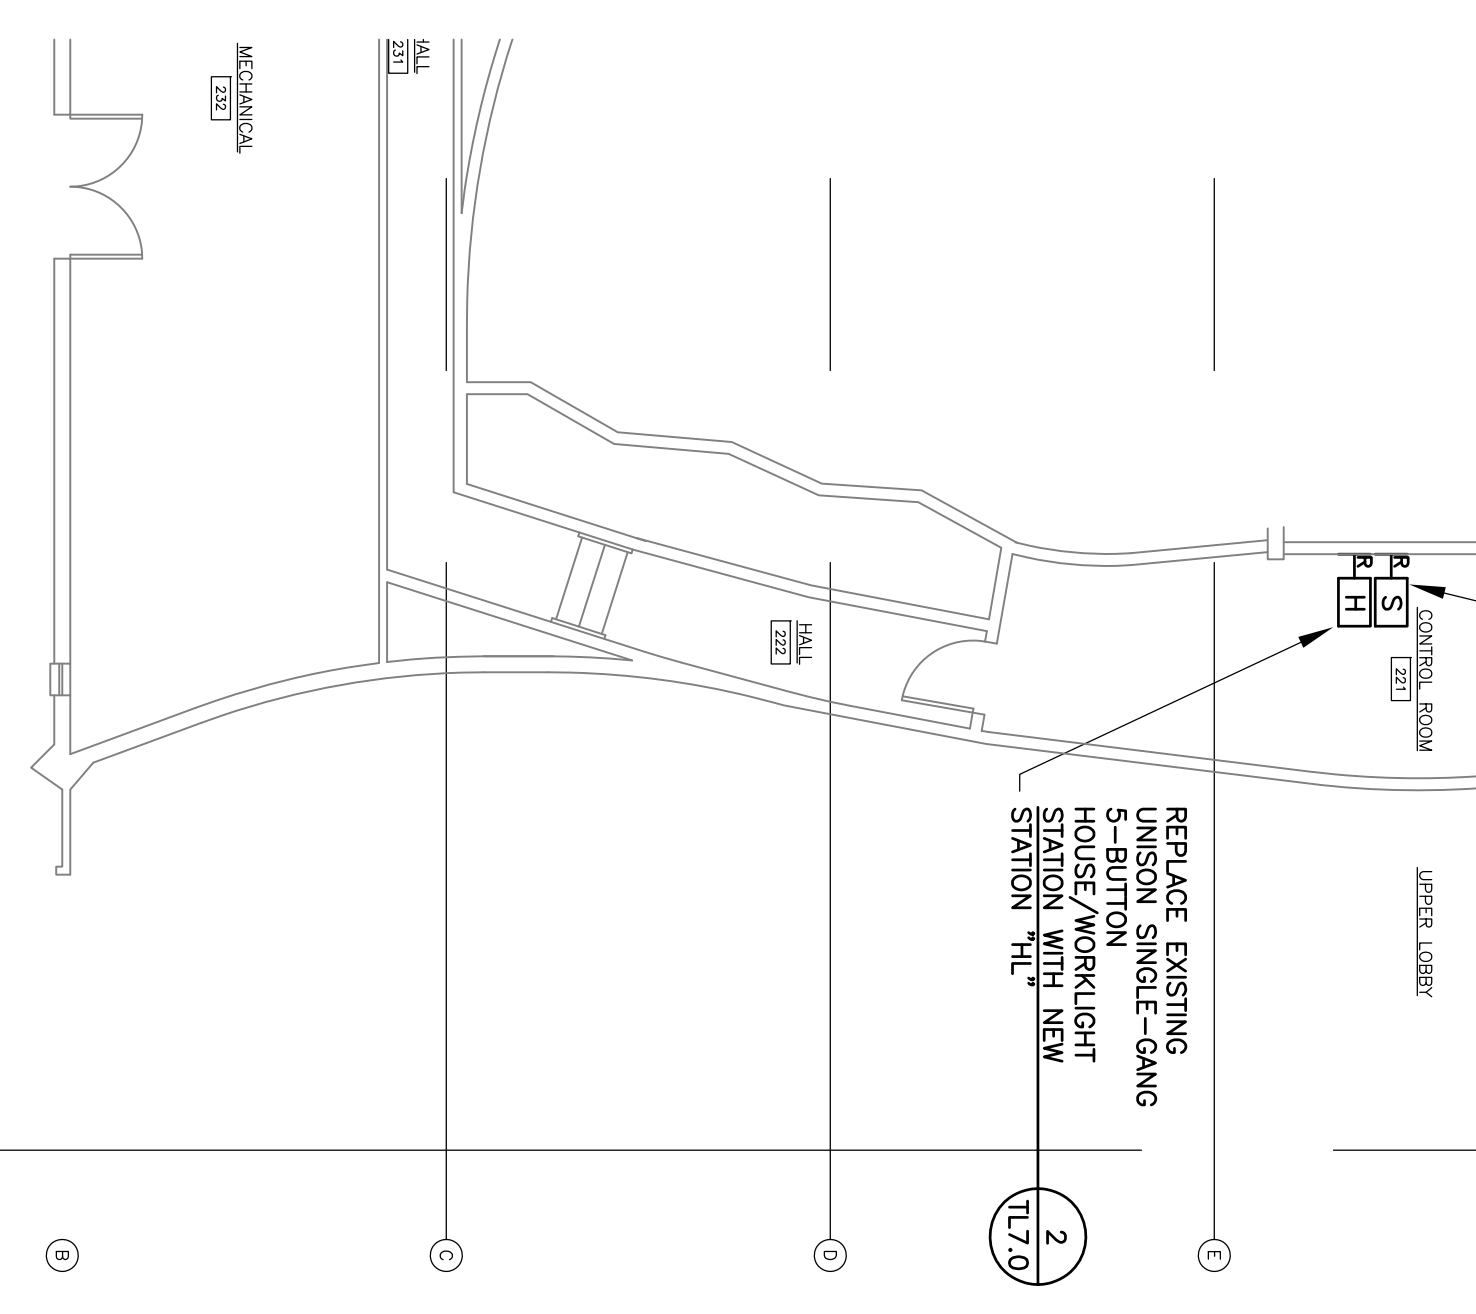 MECHANICAL
232
HALL
231
HALL
222
R
S
R
H
CONTROL ROOM
221
UPPER LOBBY
REPLACE EXISTING
UNISON SINGLE-GANG
5-BUTTON
HOUSE/WORKLIGHT
STATION WITH NEW
STATION "HL"
2
TL7.0
B
C
D
E